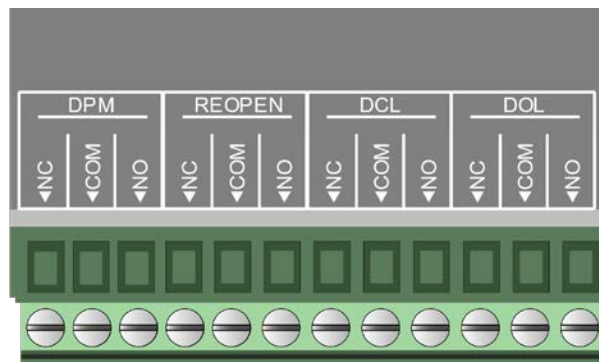 DPM REOPEN DCL DOL
◄NC ◄COM ◄NO ◄NC ◄COM ◄NO ◄NC ◄COM ◄NO ◄NC ◄COM ◄NO